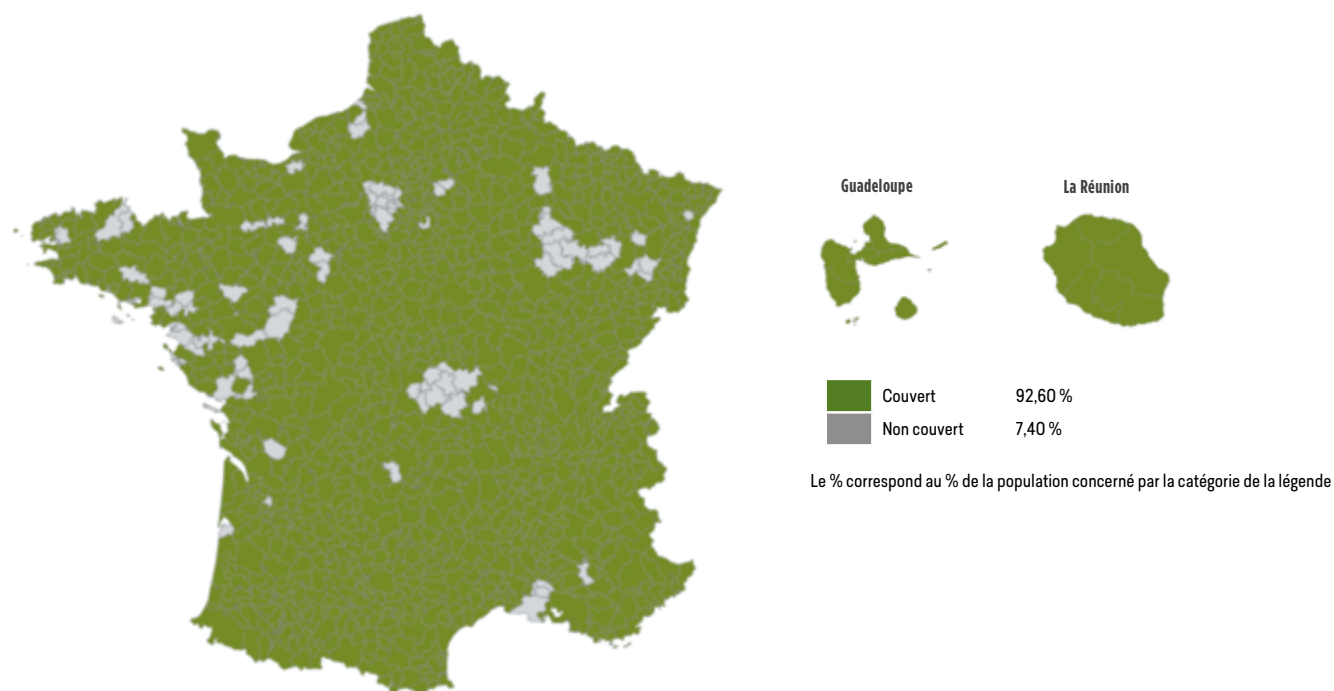 Guadeloupe
La Réunion
Couvert 92,60 %
Non couvert 7,40 %
Le % correspond au % de la population concerné par la catégorie de la légende